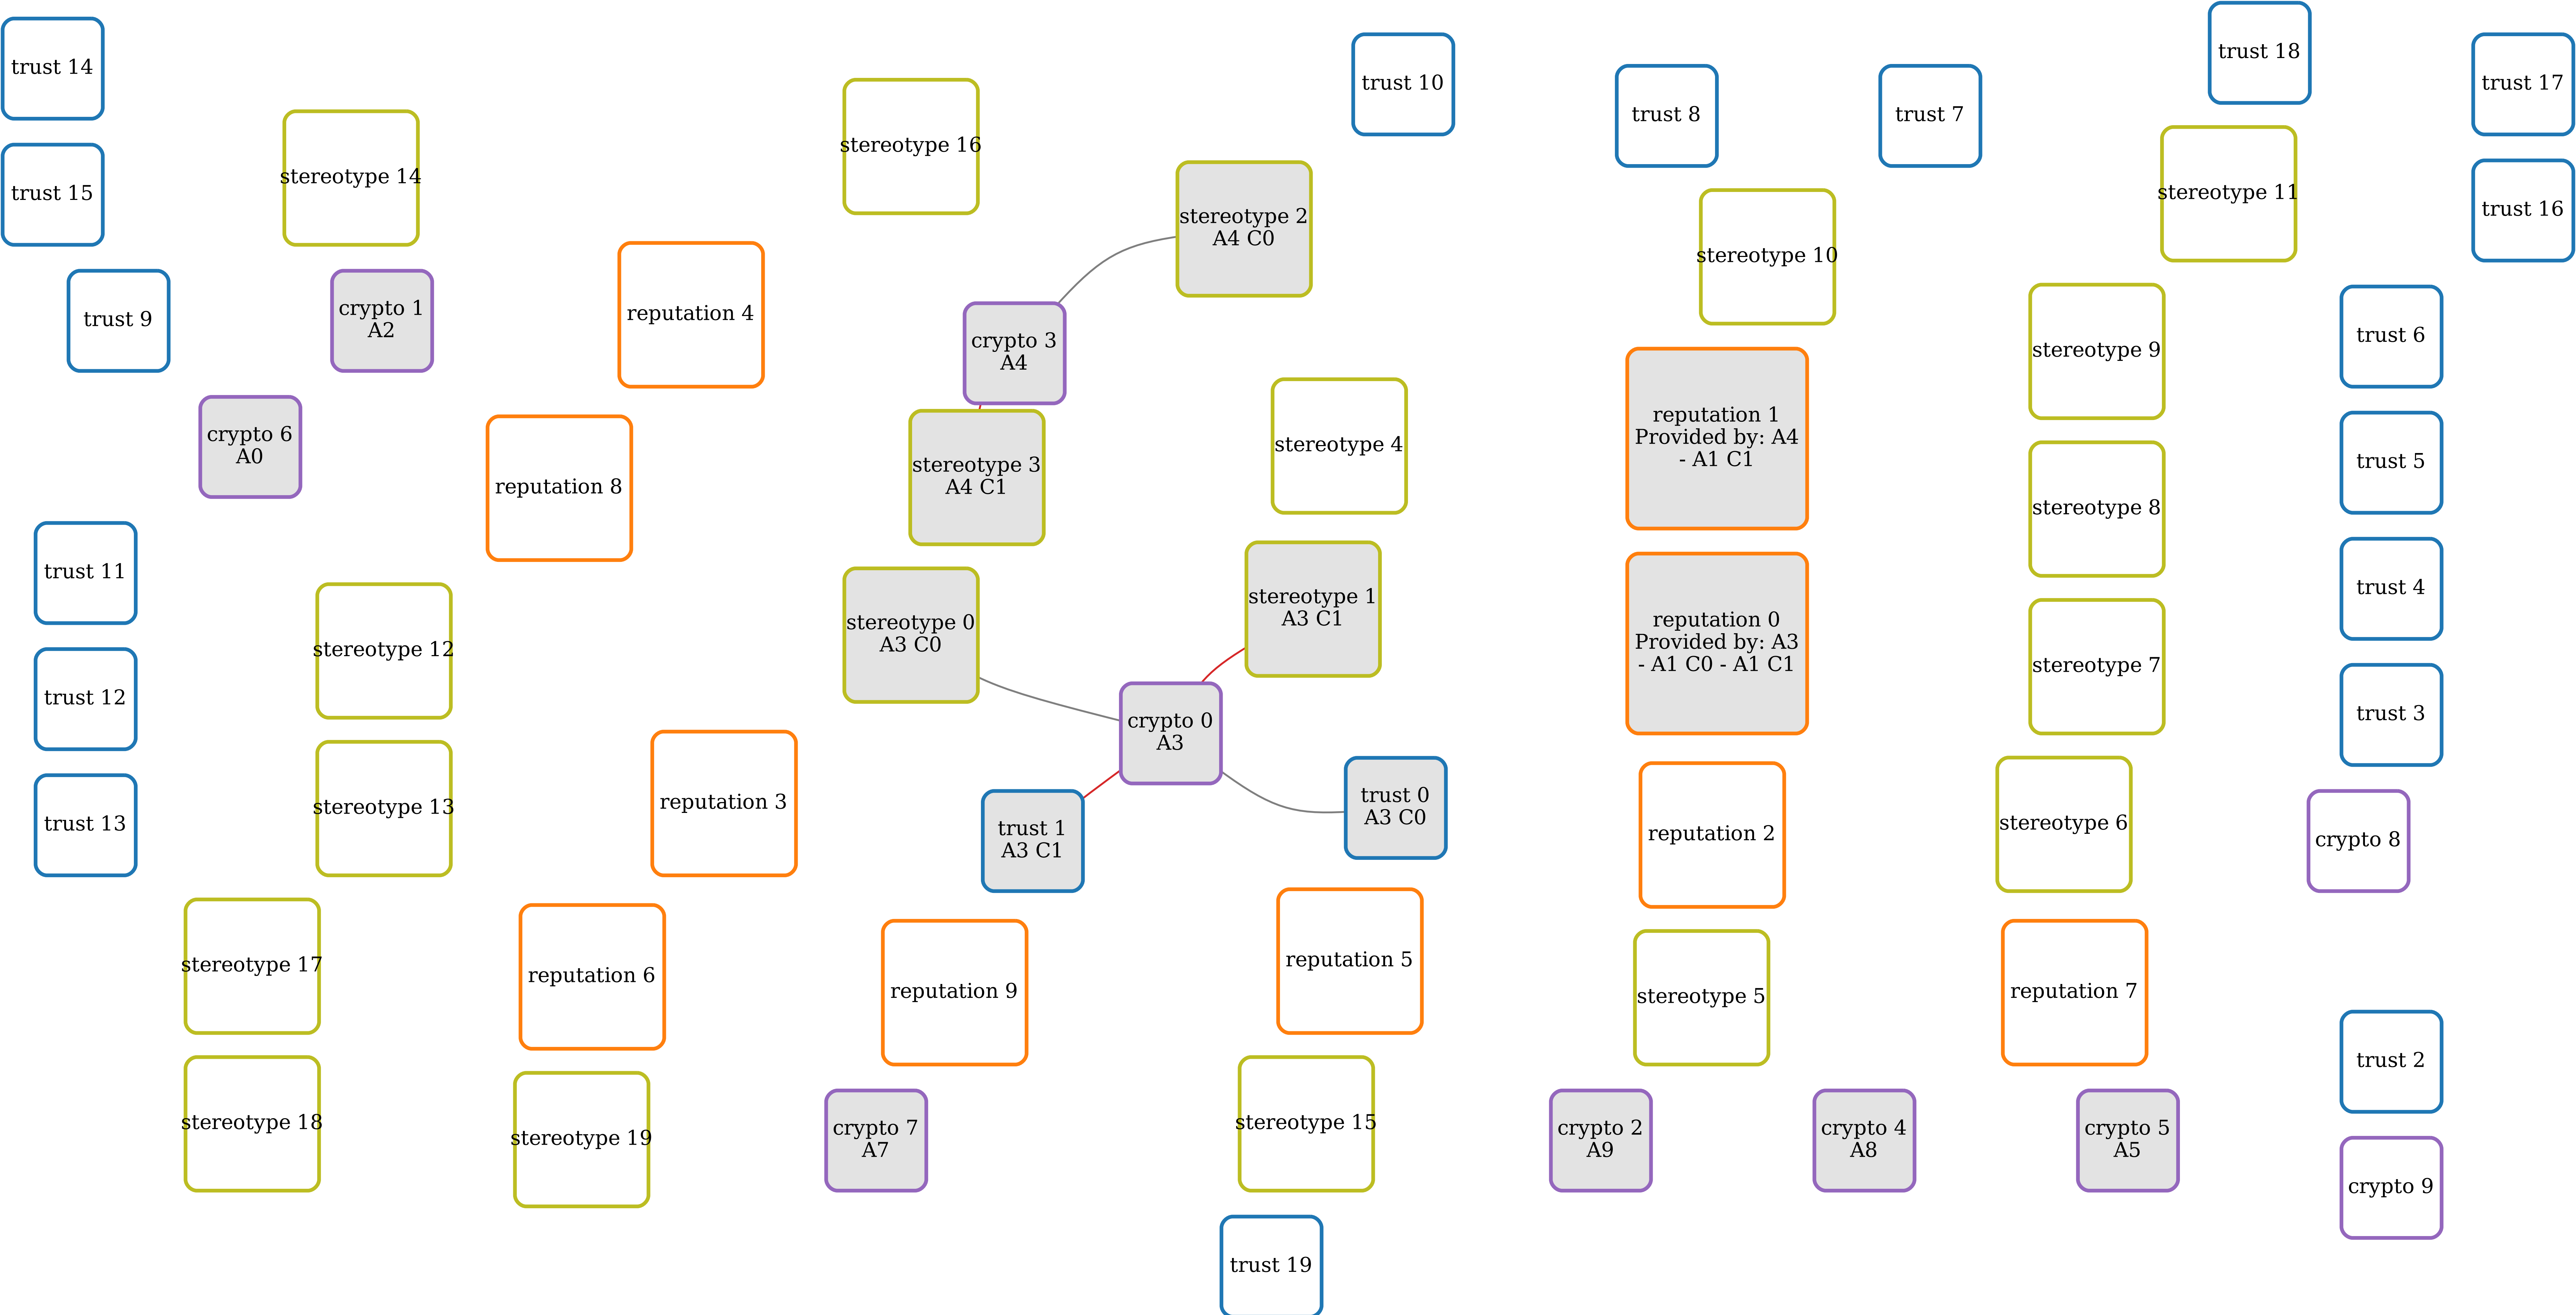 trust 14
trust 15
trust 9
stereotype 14
crypto 1
A2
crypto 6
A0
trust 11
trust 12
trust 13
stereotype 12
stereotype 13
stereotype 17
stereotype 18
reputation 4
reputation 8
reputation 3
reputation 6
stereotype 19
stereotype 16
stereotype 2
A4 C0
crypto 3
A4
stereotype 3
A4 C1
stereotype 4
stereotype 0
A3 C0
stereotype 1
A3 C1
crypto 0
A3
trust 1
A3 C1
trust 0
A3 C0
reputation 9
reputation 5
crypto 7
A7
stereotype 15
trust 19
trust 10
trust 8
trust 7
stereotype 10
reputation 1
Provided by: A4
- A1 C1
reputation 0
Provided by: A3
- A1 C0 - A1 C1
reputation 2
stereotype 5
crypto 2
A9
crypto 4
A8
crypto 5
A5
trust 18
trust 17
stereotype 11
trust 16
stereotype 9
trust 6
stereotype 8
trust 5
stereotype 7
trust 4
trust 3
stereotype 6
crypto 8
reputation 7
trust 2
crypto 9